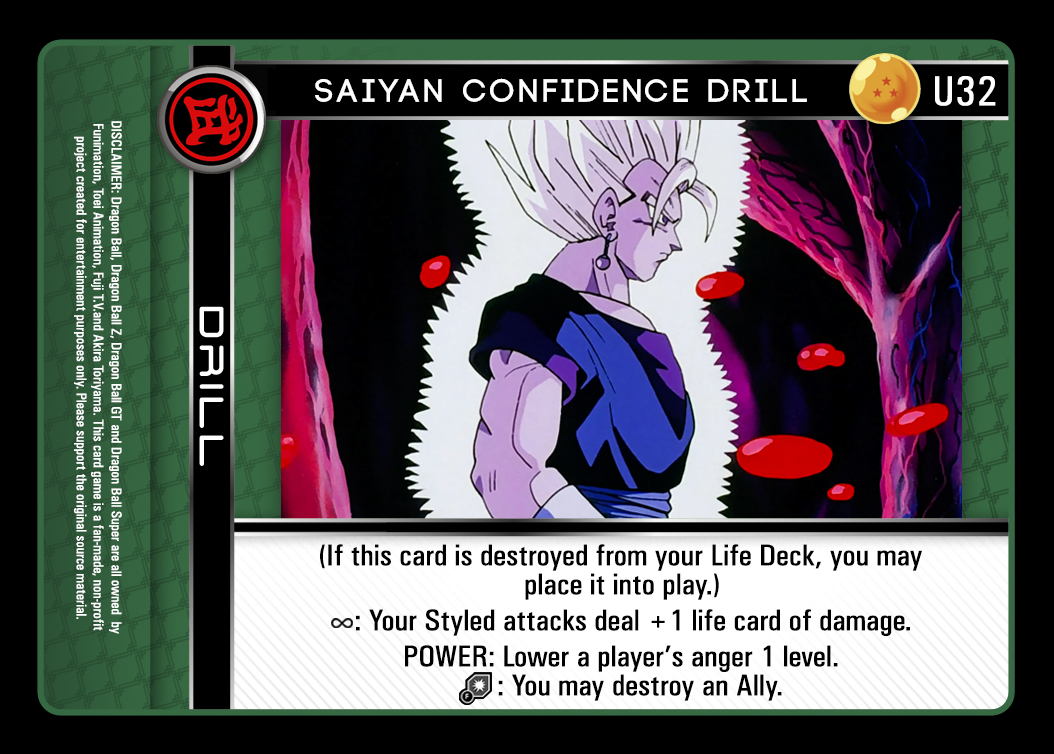 SAIYAN CONFIDENCE DRILL
U32
武
DRILL
(If this card is destroyed from your Life Deck, you may
place it into play.)
∞: Your Styled attacks deal +1 life card of damage.
POWER: Lower a player's anger 1 level.
F : You may destroy an Ally.
DISCLAIMER: Dragon Ball, Dragon Ball Z, Dragon Ball GT and Dragon Ball Super are all owned by
Funimation, Toei Animation, Fuji T.V.and Akira Toriyama. This card game is a fan-made, non-profit
project created for entertainment purposes only. Please support the original source material.